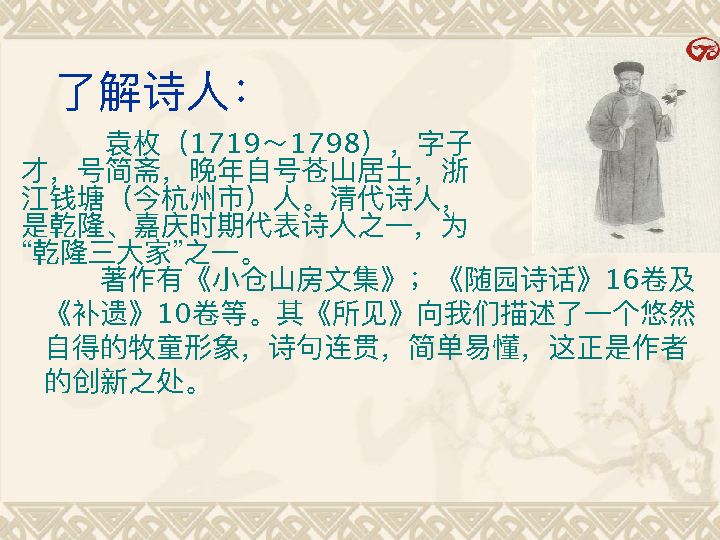 了解诗人：
袁枚（1719～1798），字子
才，号简斋，晚年自号苍山居士，浙
江钱塘（今杭州市）人。清代诗人，
是乾隆、嘉庆时期代表诗人之一，为
“乾隆三大家”之一。
著作有《小仓山房文集》；《随园诗话》16卷及
《补遗》10卷等。其《所见》向我们描述了一个悠然
自得的牧童形象，诗句连贯，简单易懂，这正是作者
的创新之处。